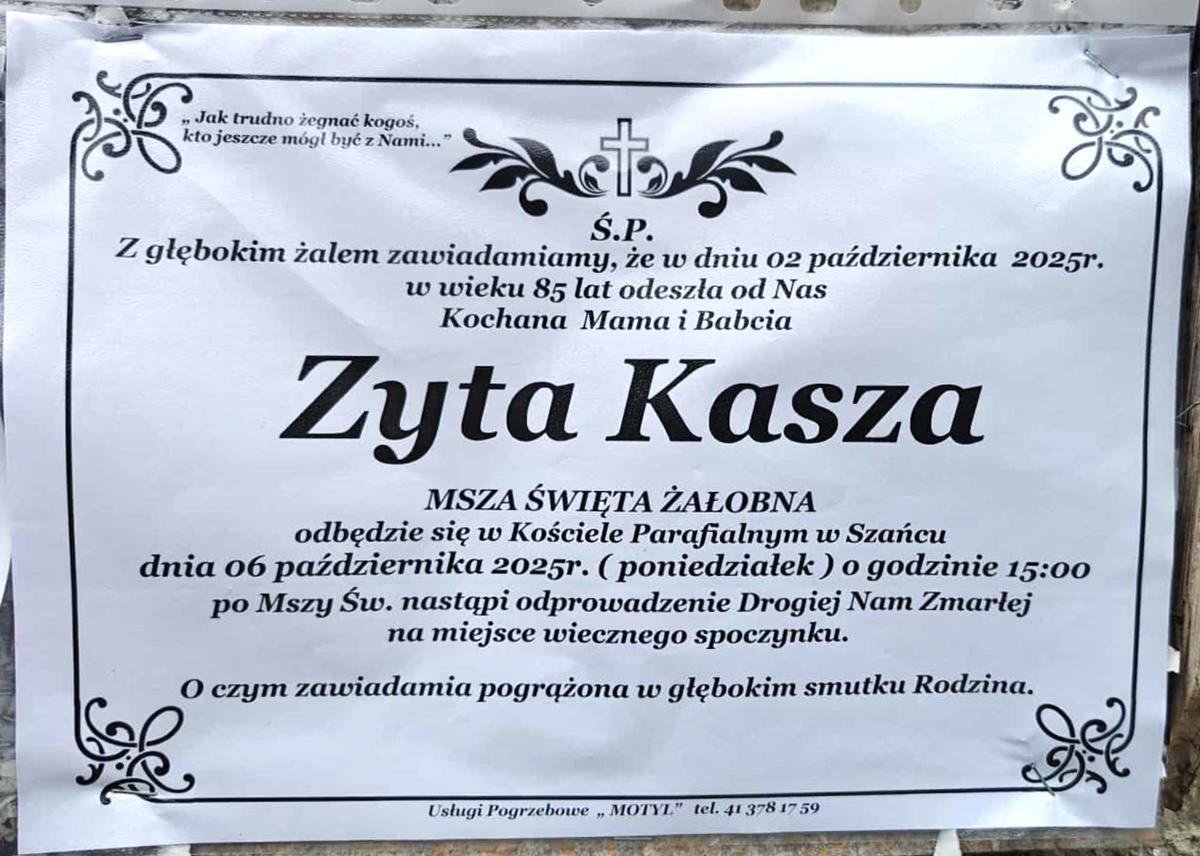 „ Jak trudno żegnać kogoś,
kto jeszcze mógł być z Nami...”
Ś.P.
Z głębokim żalem zawiadamiamy, że w dniu 02 października 2025r.
w wieku 85 lat odeszła od Nas
Kochana Mama i Babcia
Zyta Kasza
MSZA ŚWIĘTA ŻAŁOBNA
odbędzie się w Kościele Parafialnym w Szańcu
dnia 06 października 2025r. ( poniedziałek ) o godzinie 15:00
po Mszy Św. nastąpi odprowadzenie Drogiej Nam Zmarłej
na miejsce wiecznego spoczynku.
O czym zawiadamia pogrążona w głębokim smutku Rodzina.
Usługi Pogrzebowe „ MOTYL” tel. 41 378 17 59